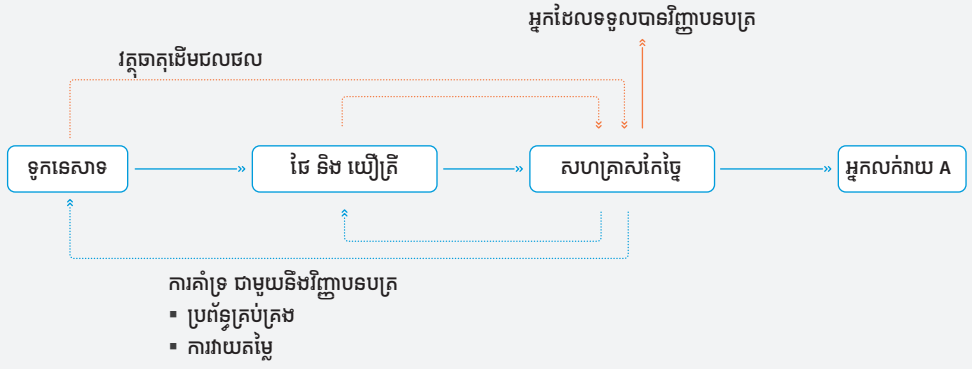 អ្នកដែលទទួលបានវិញ្ញាបនបត្រ
វត្ថុធាតុដើមជលផល
ទូកនេសាទ
ផែ និង ឃ្លឿត្រី
សហគ្រាសកែច្នៃ
អ្នកលក់រាយ A
ការគាំទ្រ ជាមួយនឹងវិញ្ញាបនបត្រ
▪ ប្រព័ន្ធគ្រប់គ្រង
▪ ការវាយតម្លៃ